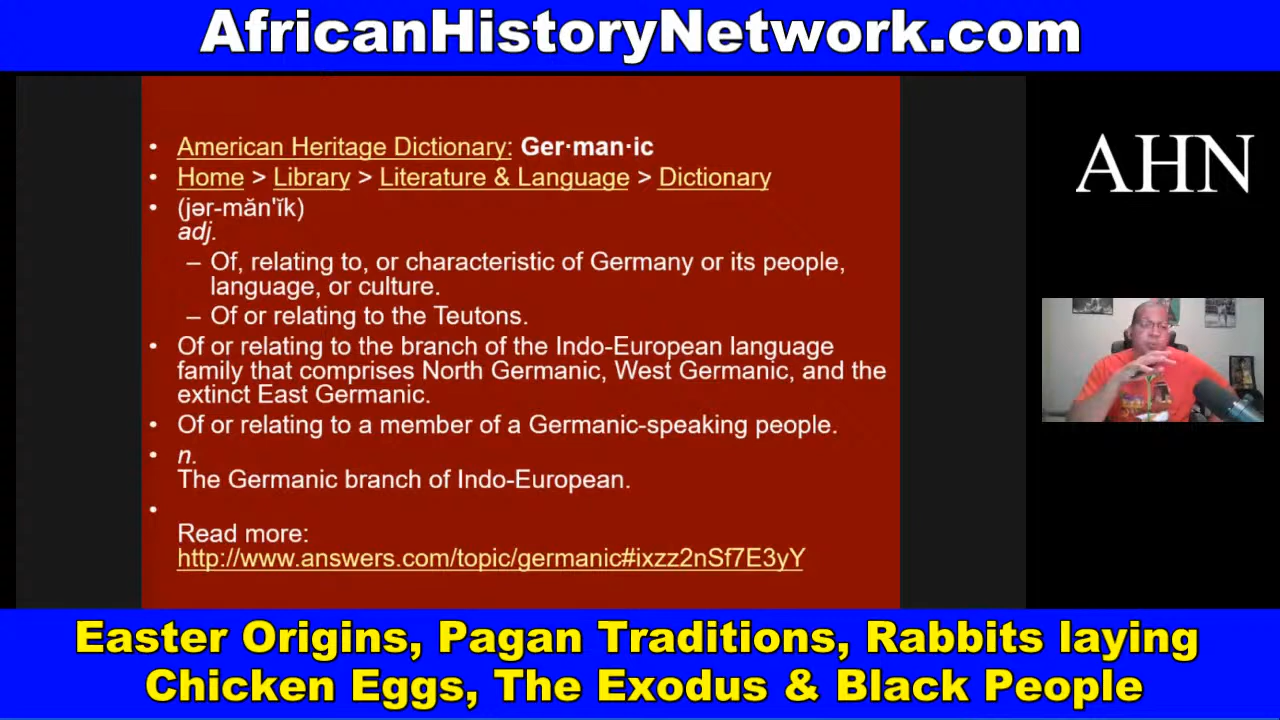 AfricanHistoryNetwork.com
• American Heritage Dictionary: Ger·man·ic
• Home > Library > Literature & Language > Dictionary
• (jər-măn'ĭk)
adj.
– Of, relating to, or characteristic of Germany or its people,
language, or culture.
– Of or relating to the Teutons.
• Of or relating to the branch of the Indo-European language
family that comprises North Germanic, West Germanic, and the
extinct East Germanic.
• Of or relating to a member of a Germanic-speaking people.
• n.
The Germanic branch of Indo-European.
•
Read more:
http://www.answers.com/topic/germanic#ixzz2nSf7E3yY
AHN
Easter Origins, Pagan Traditions, Rabbits laying
Chicken Eggs, The Exodus & Black People